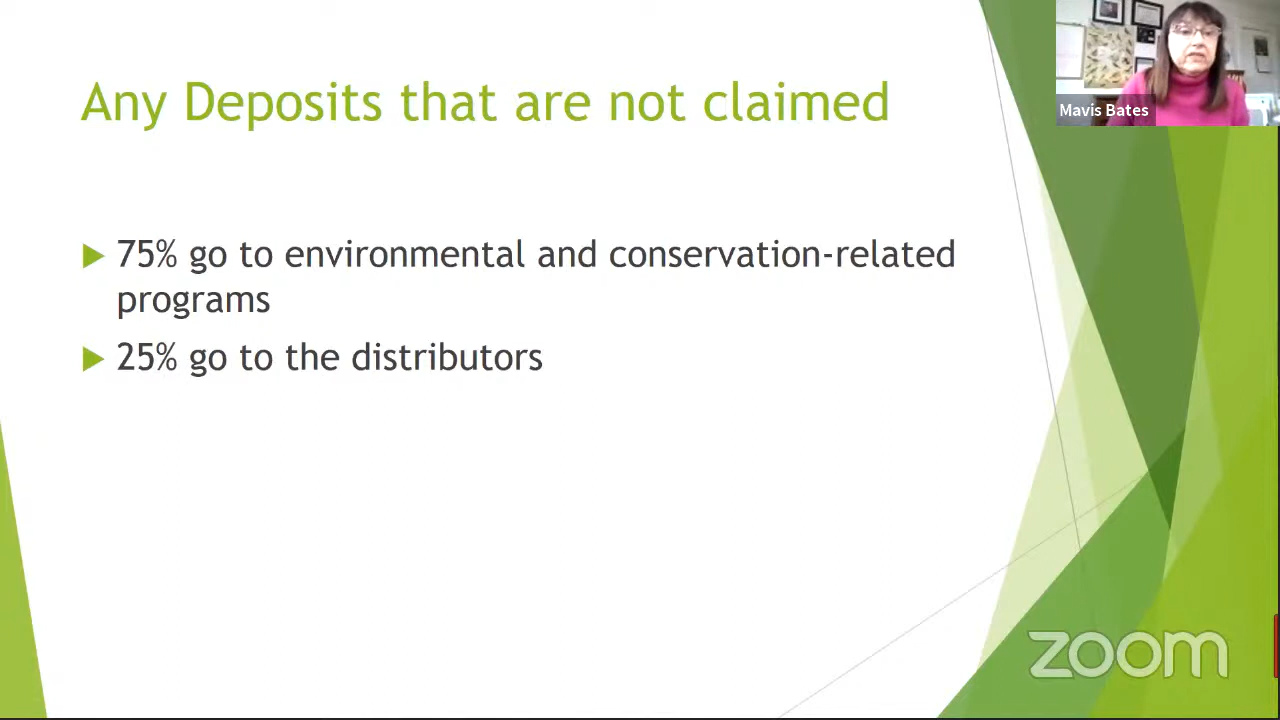 Any Deposits that are not claimed
Mavis Bates
75% go to environmental and conservation-related
programs
25% go to the distributors
zoom